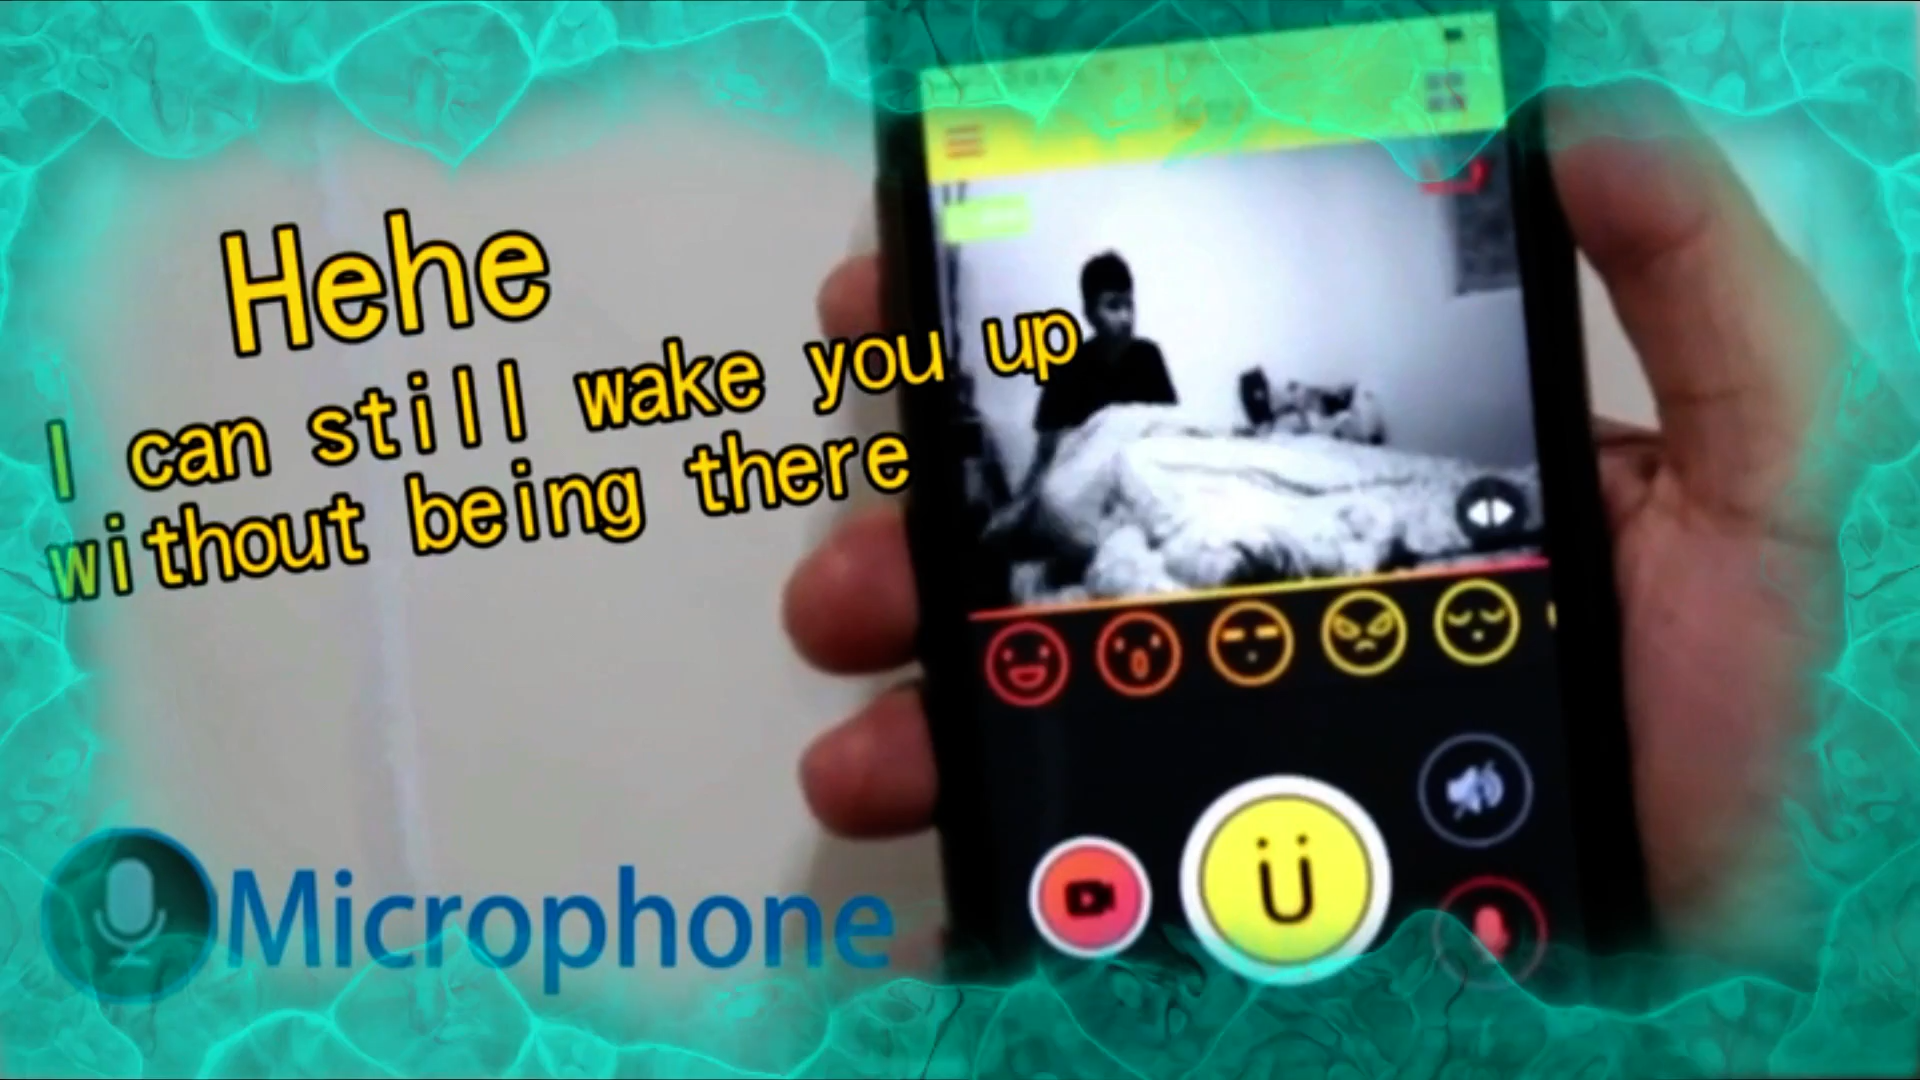 Hehe
I can still wake you up
without being there
Ü
Microphone